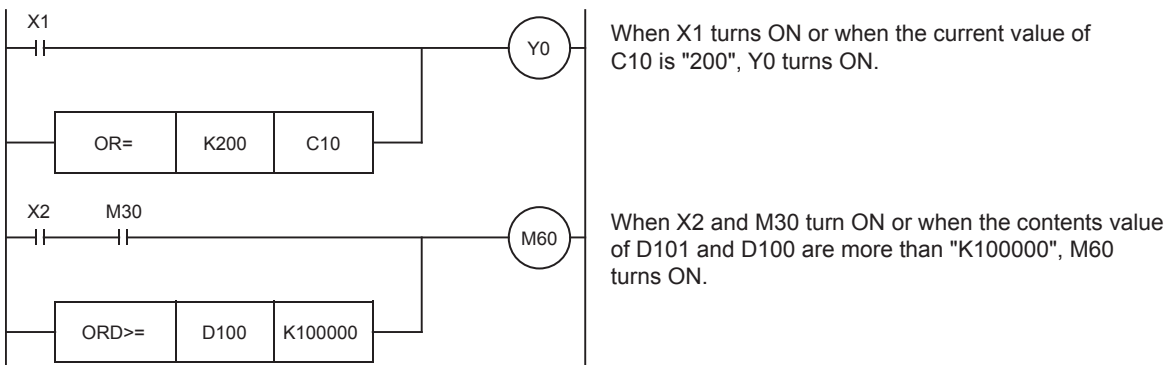 X1
Y0
When X1 turns ON or when the current value of
C10 is "200", Y0 turns ON.
OR= K200 C10
X2 M30
M60
When X2 and M30 turn ON or when the contents value
of D101 and D100 are more than "K100000", M60
turns ON.
ORD>= D100 K100000